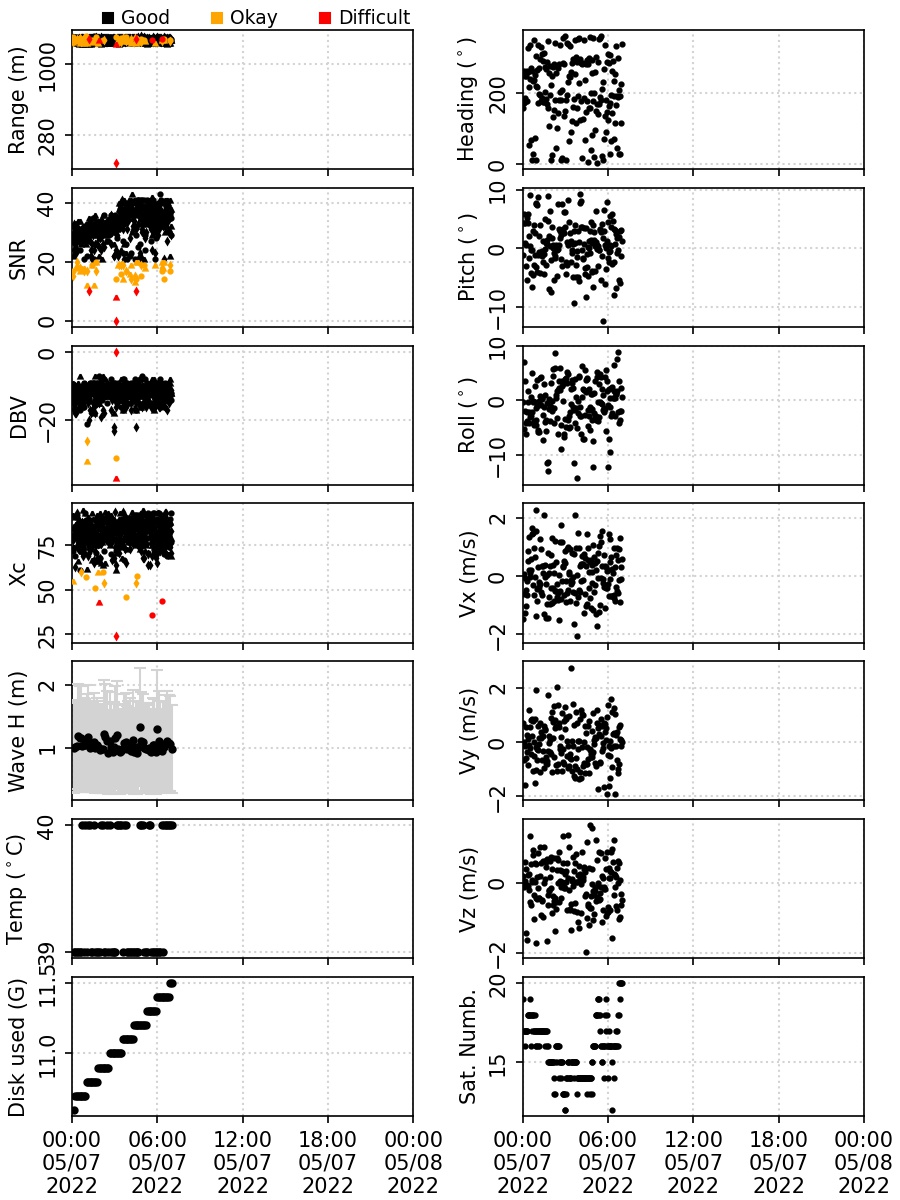 Good Okay Difficult
Range (m)
1000
280
Heading (°)
200
0
SNR
40
20
0
Pitch (°)
10
0
−10
DBV
0
−20
Roll (°)
10
0
−10
Xc
75
50
25
Vx (m/s)
2
0
−2
Wave H (m)
2
1
Vy (m/s)
2
0
−2
Temp (°C)
40
39
Vz (m/s)
0
−2
Disk used (G)
11.5
11.0
Sat. Numb.
20
15
00:00 06:00 12:00 18:00 00:00 00:00 06:00 12:00 18:00 00:00
05/07 05/07 05/07 05/07 05/08 05/07 05/07 05/07 05/07 05/08
2022 2022 2022 2022 2022 2022 2022 2022 2022 2022